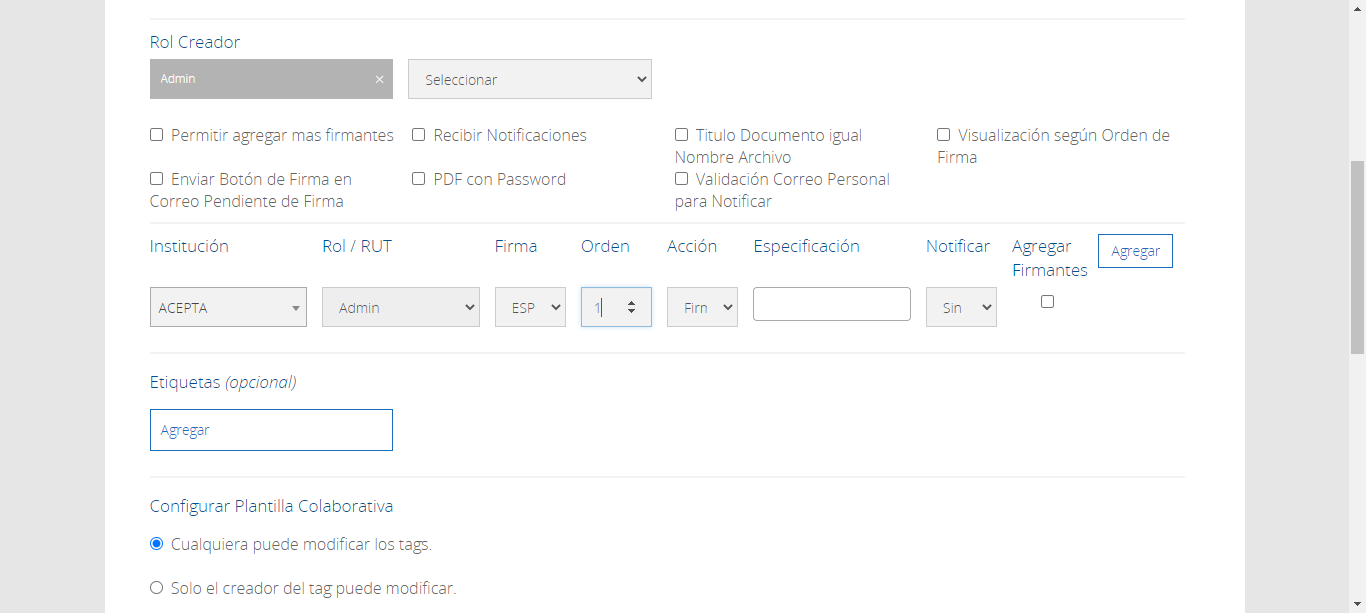 Rol Creador
Admin ×
Seleccionar
Permitir agregar mas firmantes
Recibir Notificaciones
Titulo Documento igual
Nombre Archivo
Visualización según Orden de
Firma
Enviar Botón de Firma en
Correo Pendiente de Firma
PDF con Password
Validación Correo Personal
para Notificar
Institución
Rol / RUT
Firma
Orden
Acción
Especificación
Notificar
Agregar
Firmantes
Agregar
ACEPTA
Admin
ESP
1
Firn
Sin
Etiquetas (opcional)
Agregar
Configurar Plantilla Colaborativa
Cualquiera puede modificar los tags.
Solo el creador del tag puede modificar.